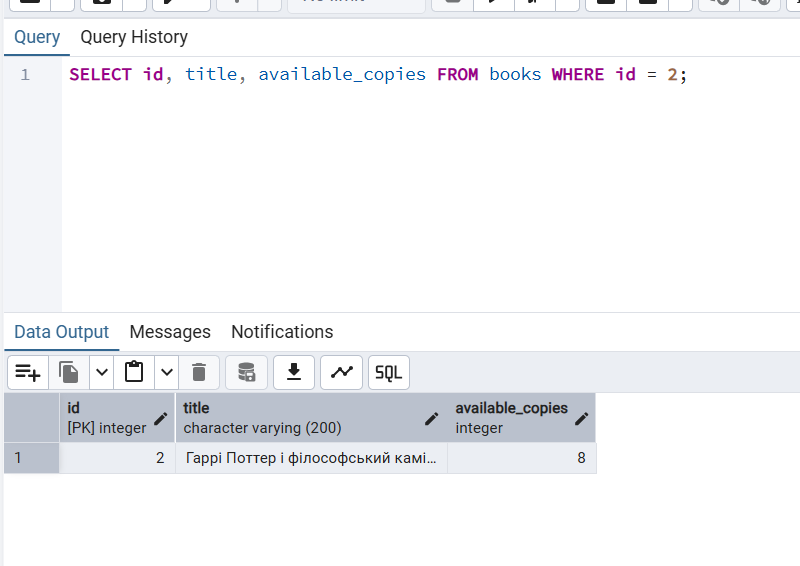 Query Query History
1 SELECT id, title, available_copies FROM books WHERE id = 2;
Data Output Messages Notifications
SQL
id title available_copies
[PK] integer character varying (200) integer
1 2 Гаррі Поттер і філософський камі... 8